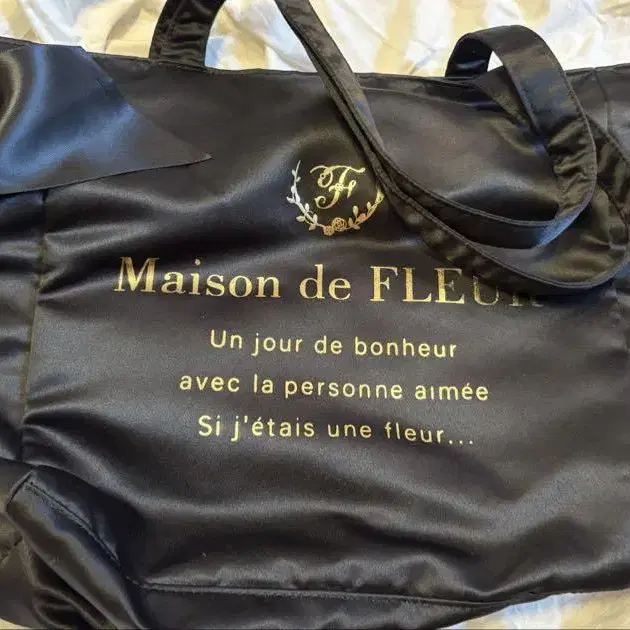 F
Maison de FLEUR
Un jour de bonheur
avec la personne aimée
Si j'étais une fleur...